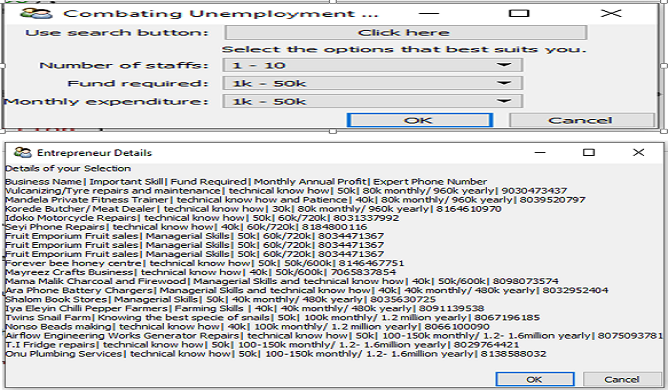 Combating Unemployment ...
Use search button: Click here
Select the options that best suits you.
Number of staffs: 1 - 10
Fund required: 1k - 50k
Monthly expenditure: 1k - 50k
OK Cancel
Entrepreneur Details
Details of your Selection
Business Name| Important Skill| Fund Required| Monthly Annual Profit| Expert Phone Number
Vulcanizing/Tyre repairs and maintenance| technical know how| 50k| 80k monthly/ 960k yearly| 9030473437
Mandela Private Fitness Trainer| technical know how and Patience| 40k| 80k monthly/ 960k yearly| 8039520797
Korede Butcher/ Meat Dealer| technical know how| 30k| 80k monthly/ 960k yearly| 8164610970
Idoko Motorcycle Repairs| technical know how| 50k| 60k/720k| 8031337992
Seyi Phone Repairs| technical know how| 40k| 60k/720k| 8184800116
Fruit Emporium Fruit sales| Managerial Skills| 50k| 60k/720k| 8034471367
Fruit Emporium Fruit sales| Managerial Skills| 50k| 60k/720k| 8034471367
Fruit Emporium Fruit sales| Managerial Skills| 50k| 60k/720k| 8034471367
Forever bee honey centre| technical know how| 50k| 50k/600k| 8146467751
Mayreez Crafts Business| technical know how| 40k| 50k/600k| 7065837854
Mama Malik Charcoal and Firewood| Managerial Skills and technical know how| 40k| 50k/600k| 8098073574
Ara Phone Battery Chargers| Managerial Skills and technical know how| 40k| 40k monthly/ 480k yearly| 8032952404
Shalom Book Stores| Managerial Skills| 50k| 40k monthly/ 480k yearly| 8035630725
Iya Eleyin Chilli Pepper Farmers| Farming Skills| 40k| 40k monthly/ 480k yearly| 8091139538
Twins Snail Farm| Knowing the best specie of snails| 50k| 100k monthly/ 1.2 million yearly| 8067196185
Nonso Beads making| technical know how| 40k| 100k monthly/ 1.2 million yearly| 8066100090
Airflow Engineering Works Generator Repairs| technical know how| 50k| 100-150k monthly/ 1.2- 1.6million yearly| 8075093781
T.I Fridge repairs| technical know how| 50k| 100-150k monthly/ 1.2- 1.6million yearly| 8029764421
Onu Plumbing Services| technical know how| 50k| 100-150k monthly/ 1.2- 1.6million yearly| 8138588032
OK Cancel